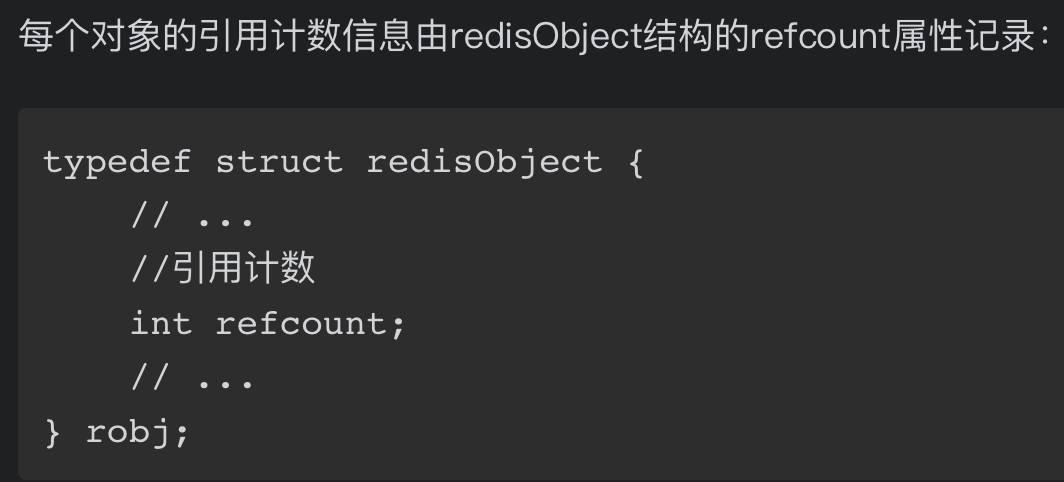 每个对象的引用计数信息由redisObject结构的refcount属性记录：
typedef struct redisObject {
    // ...
    //引用计数
    int refcount;
    // ...
} robj;